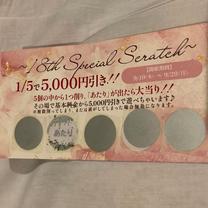 ~18th Special Scratch~
1/5で5,000円引き!!
5個の中から1つ削り、「あたり」が出たら大当り!!
その場で基本料金から5,000円引きで遊べちゃいます♪
あたり